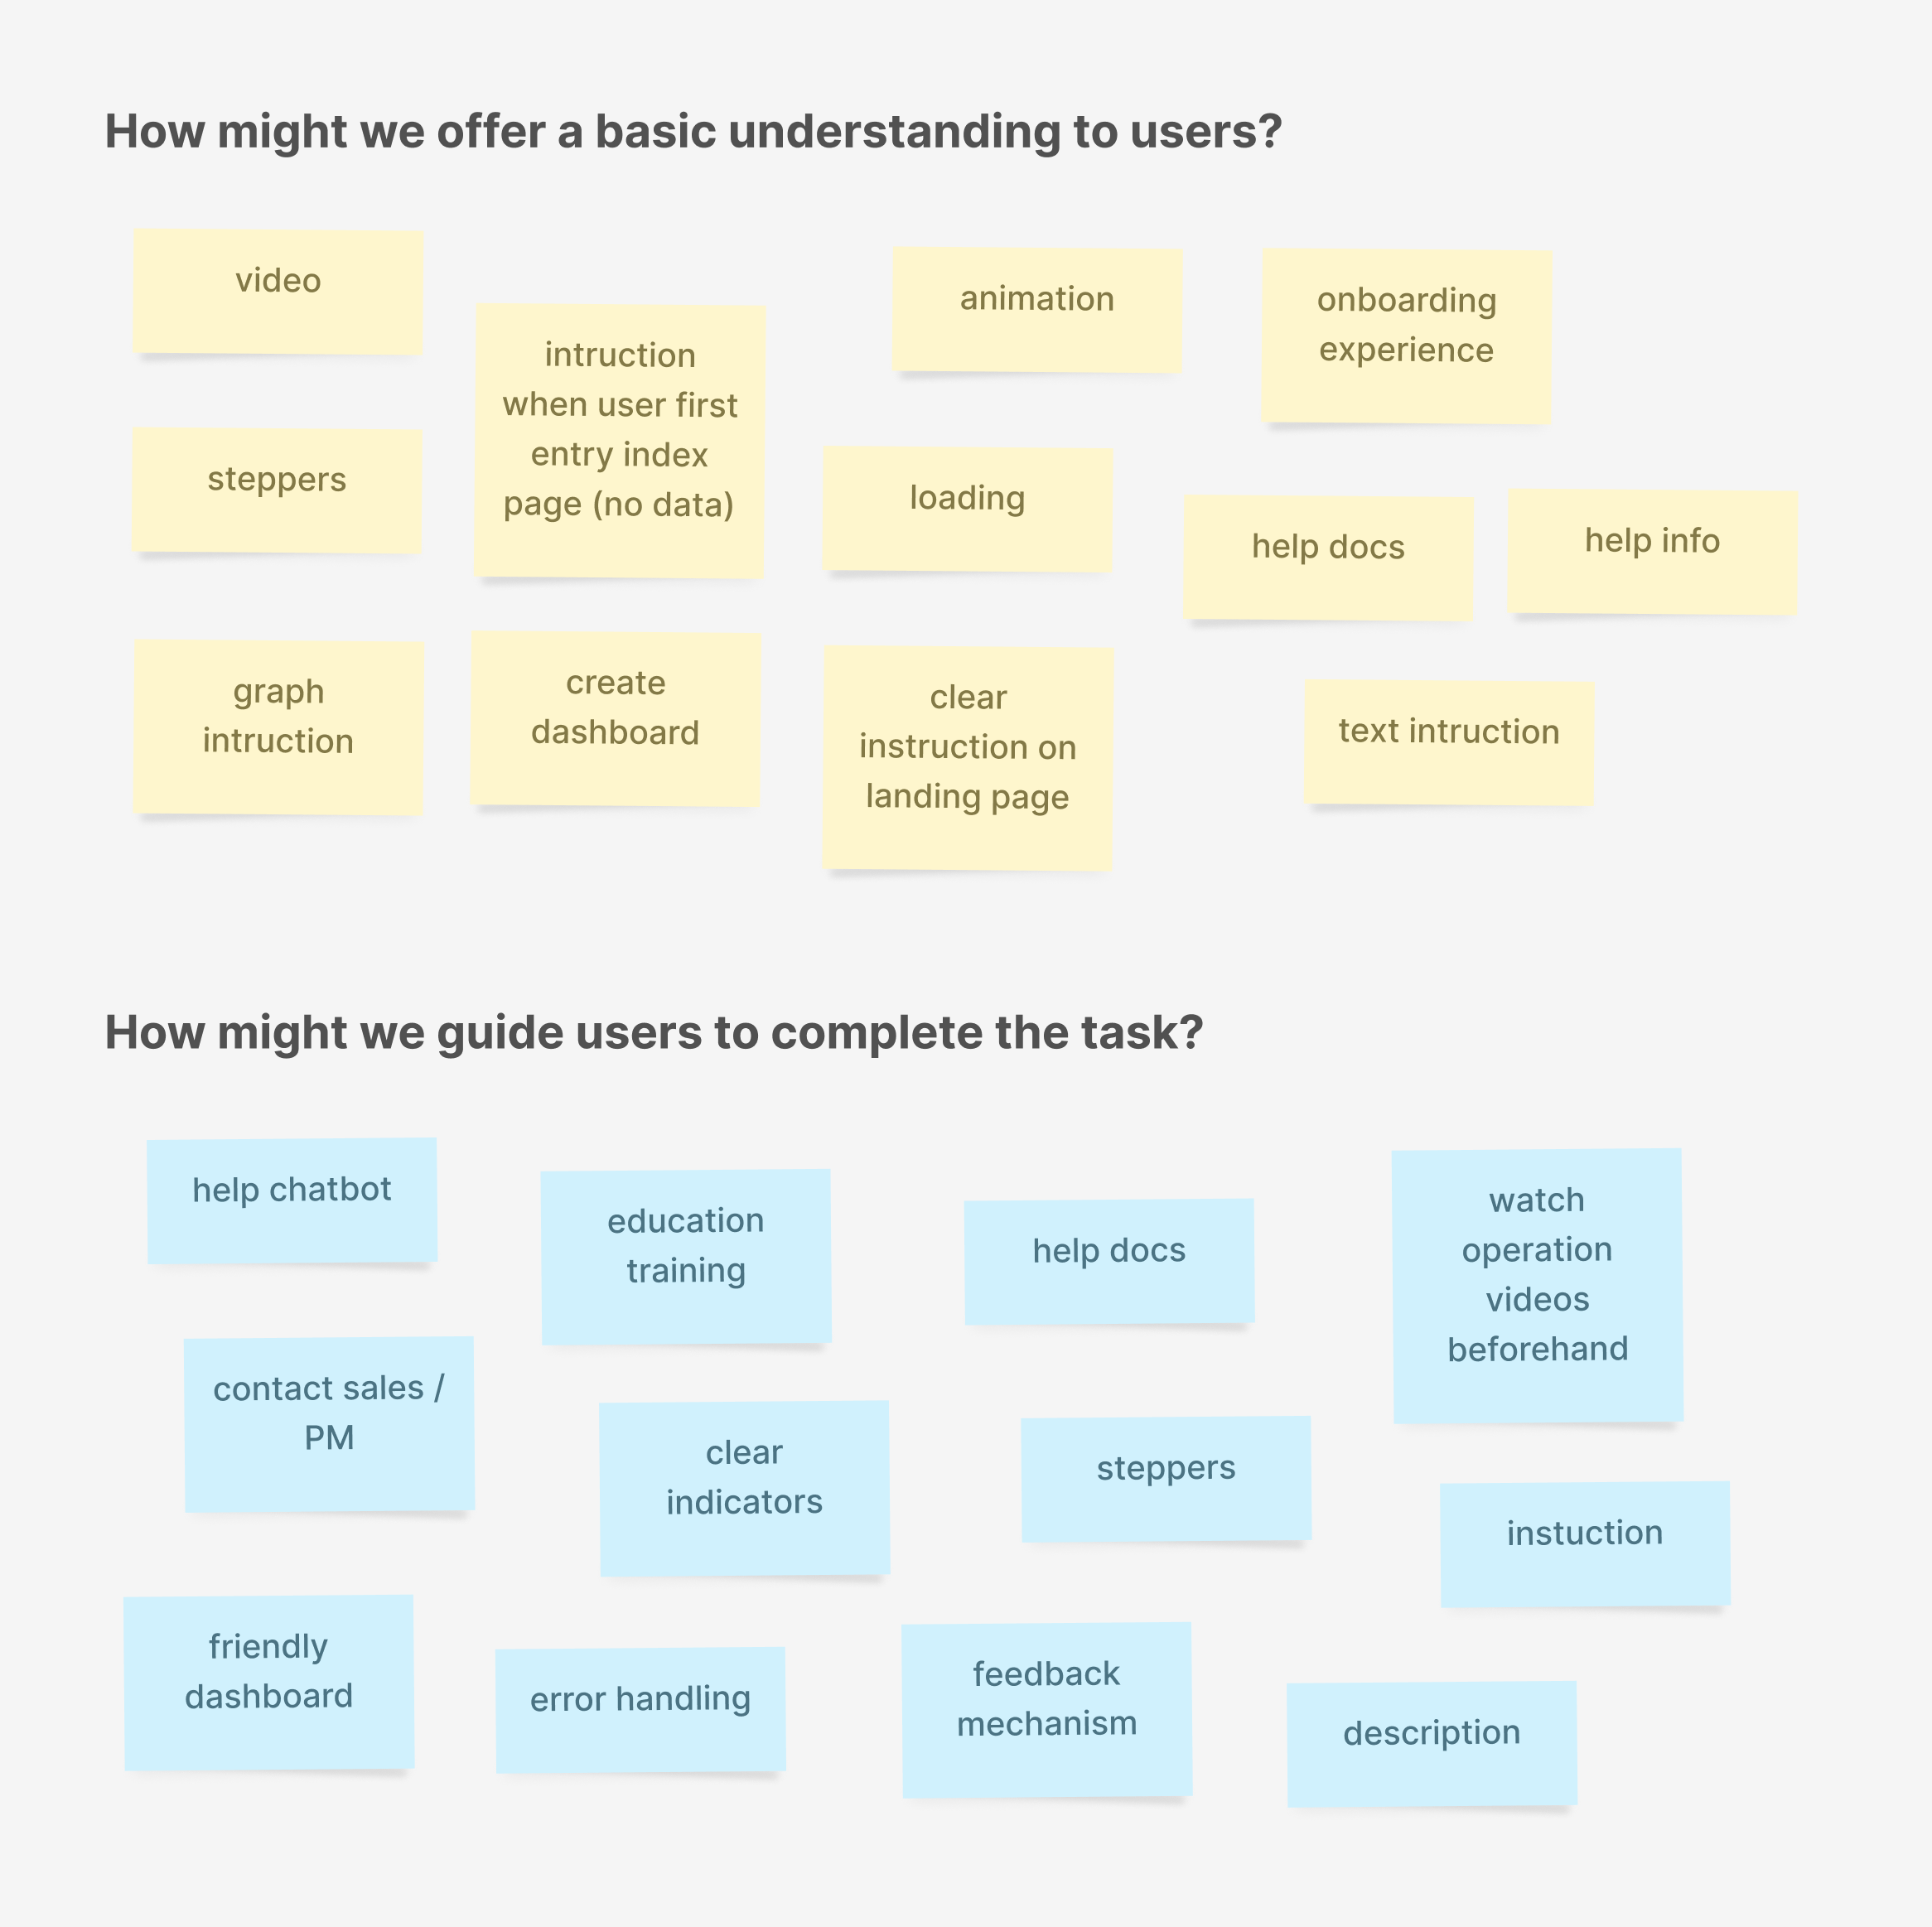 How might we offer a basic understanding to users?
video
intruction
when user first
entry index
page (no data)
animation
onboarding
experience
steppers
loading
help docs
help info
graph
intruction
create
dashboard
clear
instruction on
landing page
text intruction
How might we guide users to complete the task?
help chatbot
education
training
help docs
watch
operation
videos
beforehand
contact sales /
PM
clear
indicators
steppers
instuction
friendly
dashboard
error handling
feedback
mechanism
description